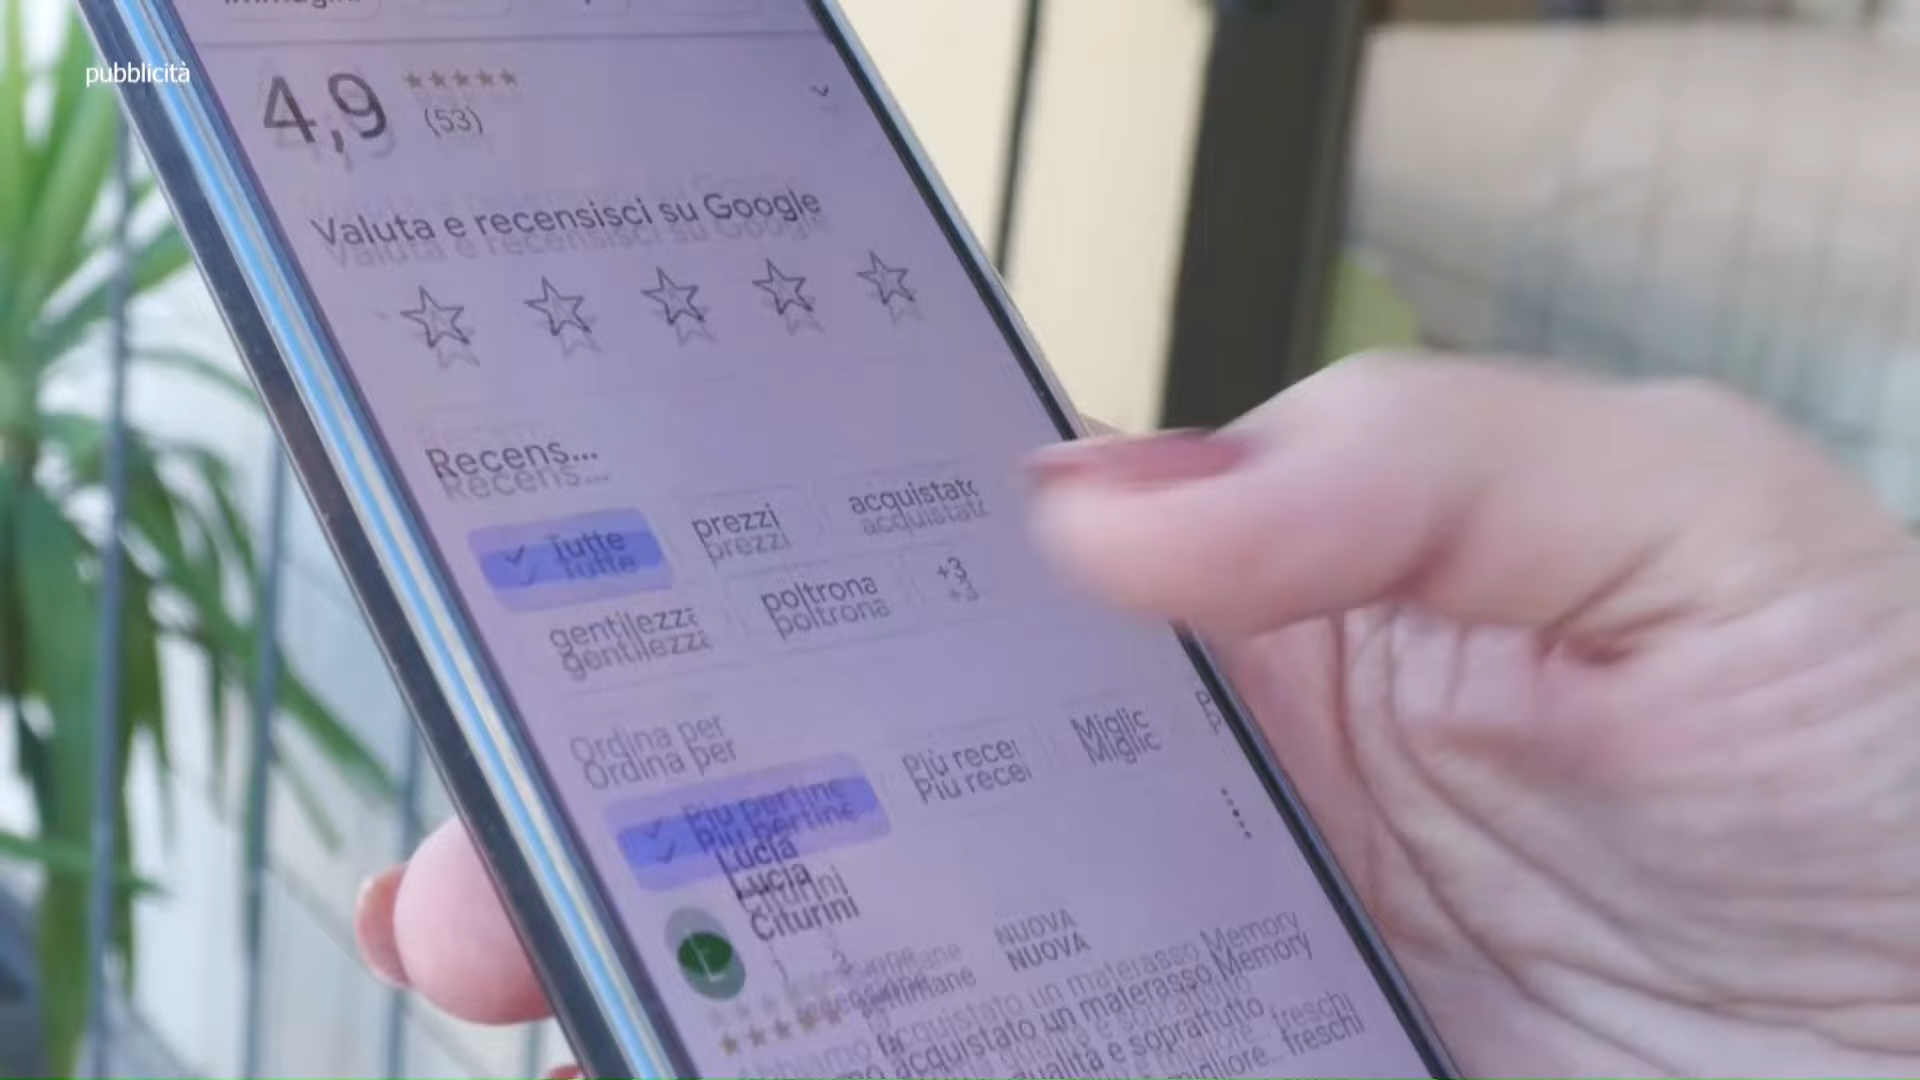 pubblicità
4,9
(53)
Valuta e recensisci su Google
Recens...
Tutte
prezzi
acquistato
gentilezza
poltrona
+3
Ordina per
Più pertine
Più recen
Miglio
Lucia
Citurini
NUOVA
acquistato un materasso Memory
qualità e soprattutto
migliore.. freschi